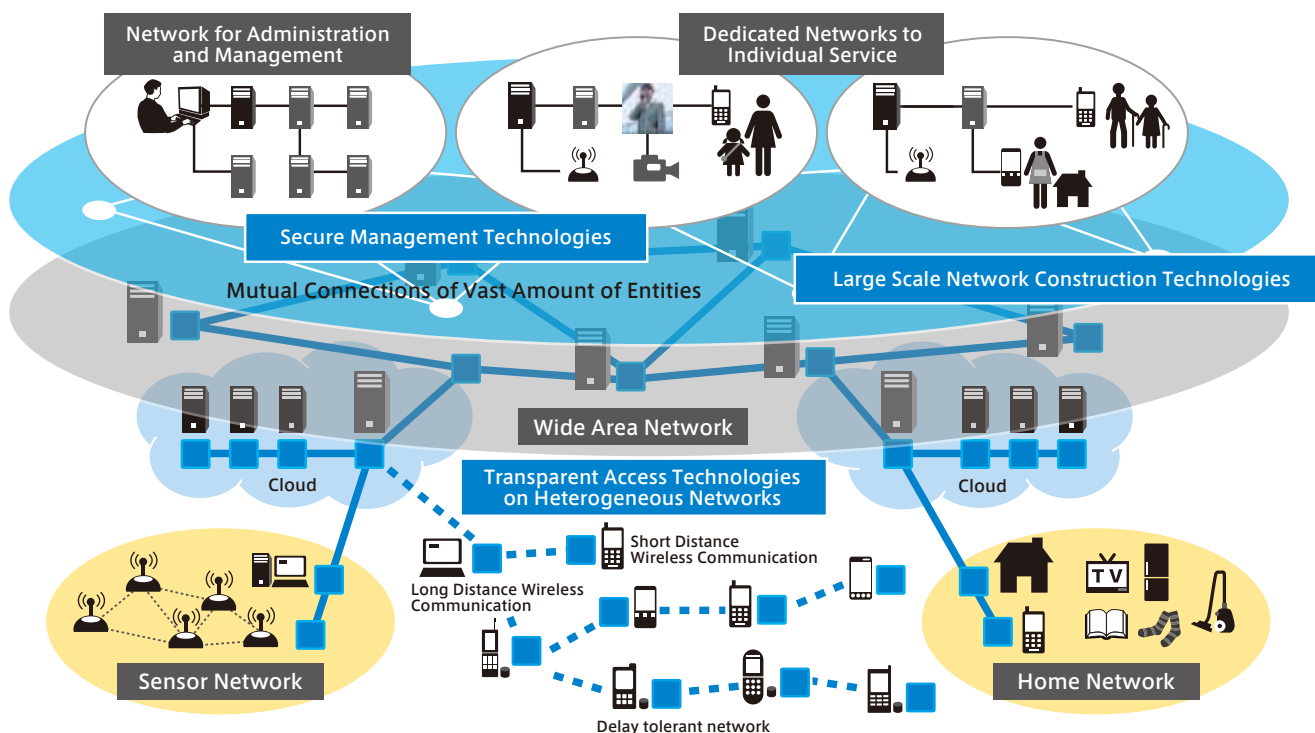 Network for Administration
and Management
Dedicated Networks to
Individual Service
Secure Management Technologies
Large Scale Network Construction Technologies
Mutual Connections of Vast Amount of Entities
Wide Area Network
Transparent Access Technologies
on Heterogeneous Networks
Cloud
Cloud
Short Distance
Wireless Communication
Long Distance Wireless
Communication
TV
Sensor Network
Home Network
Delay tolerant network